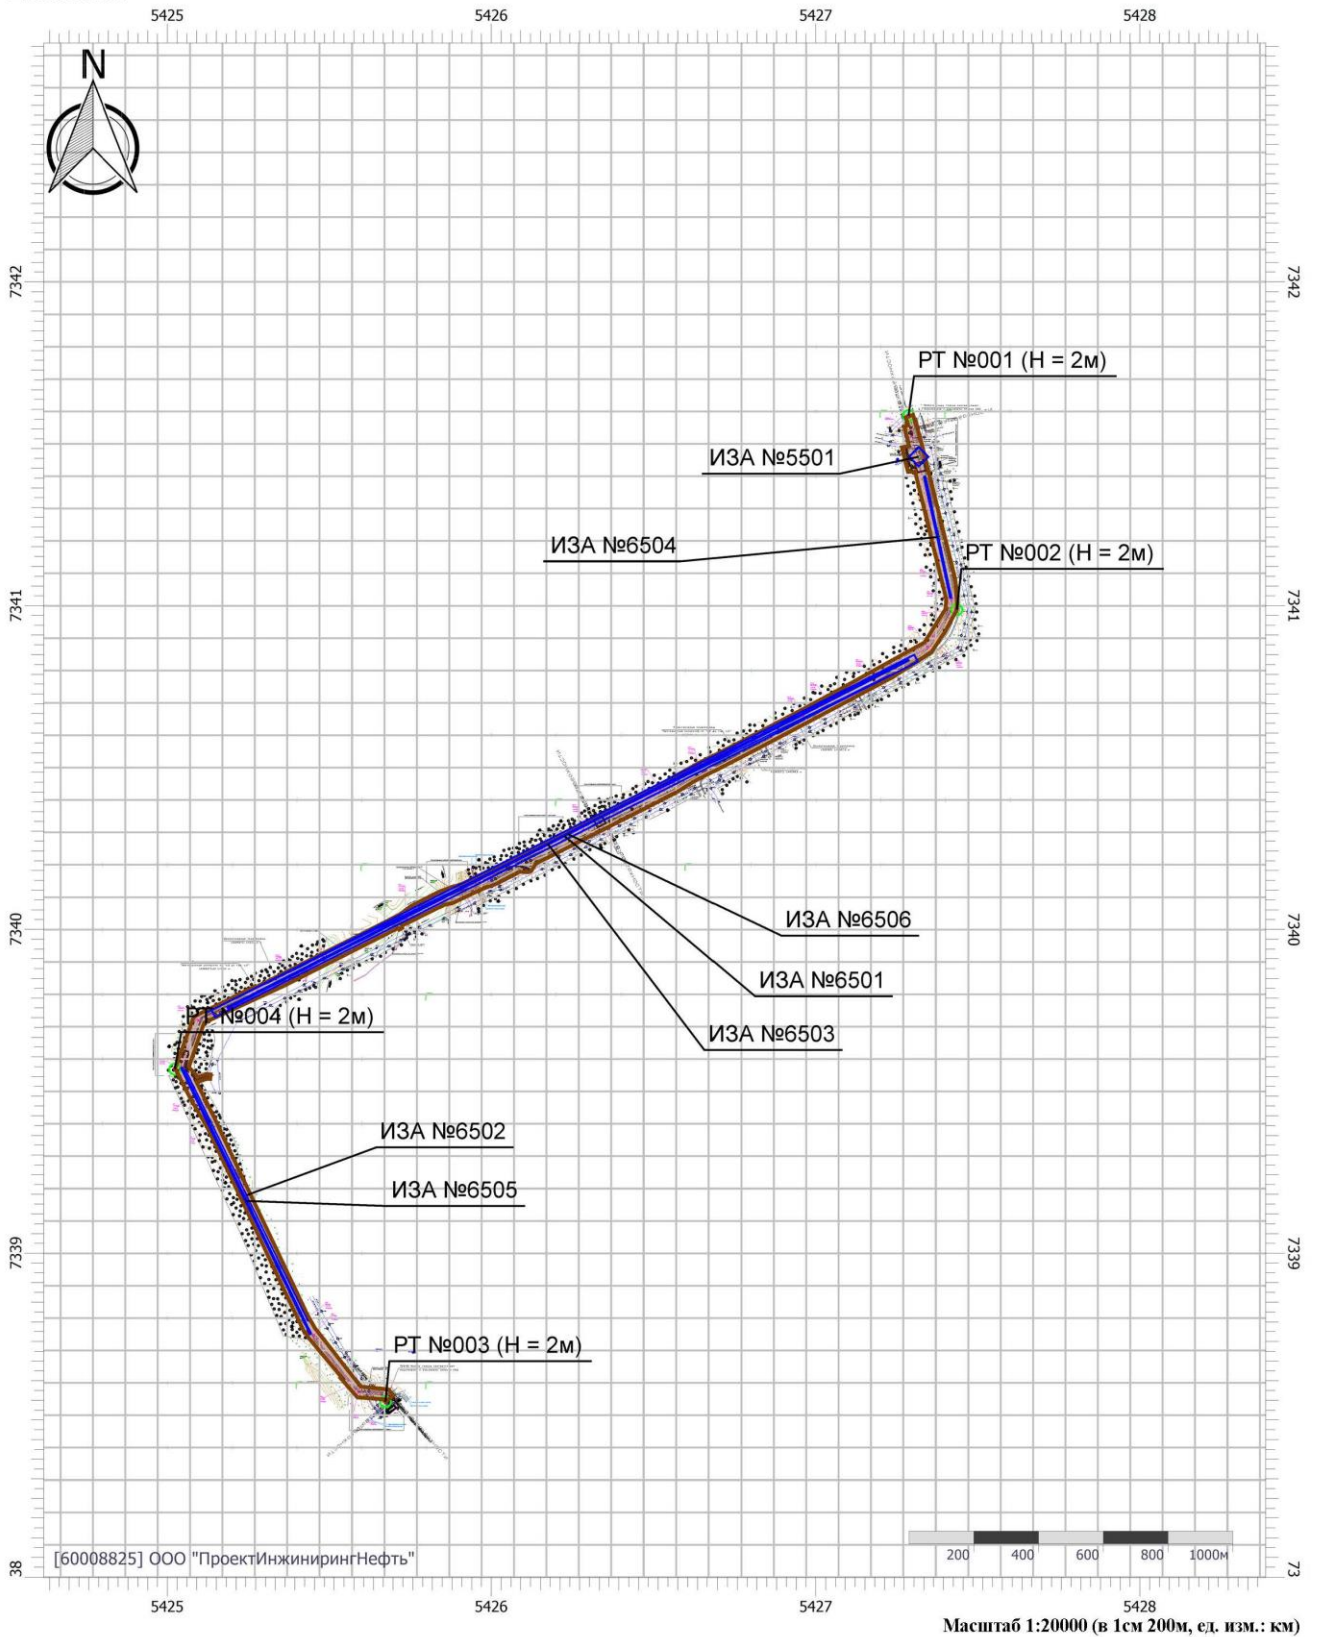 5425 5426 5427 5428
N
7342 7342
РТ №001 (Н = 2м)
ИЗА №5501
ИЗА №6504
РТ №002 (Н = 2м)
7341 7341
ИЗА №6506
7340 7340
ИЗА №6501
РТ №004 (Н = 2м)
ИЗА №6503
ИЗА №6502
ИЗА №6505
7339 7339
РТ №003 (Н = 2м)
[60008825] ООО "ПроектИнжинирингНефть"
200 400 600 800 1000м
38 73
5425 5426 5427 5428
Масштаб 1:20000 (в 1см 200м, ед. изм.: км)